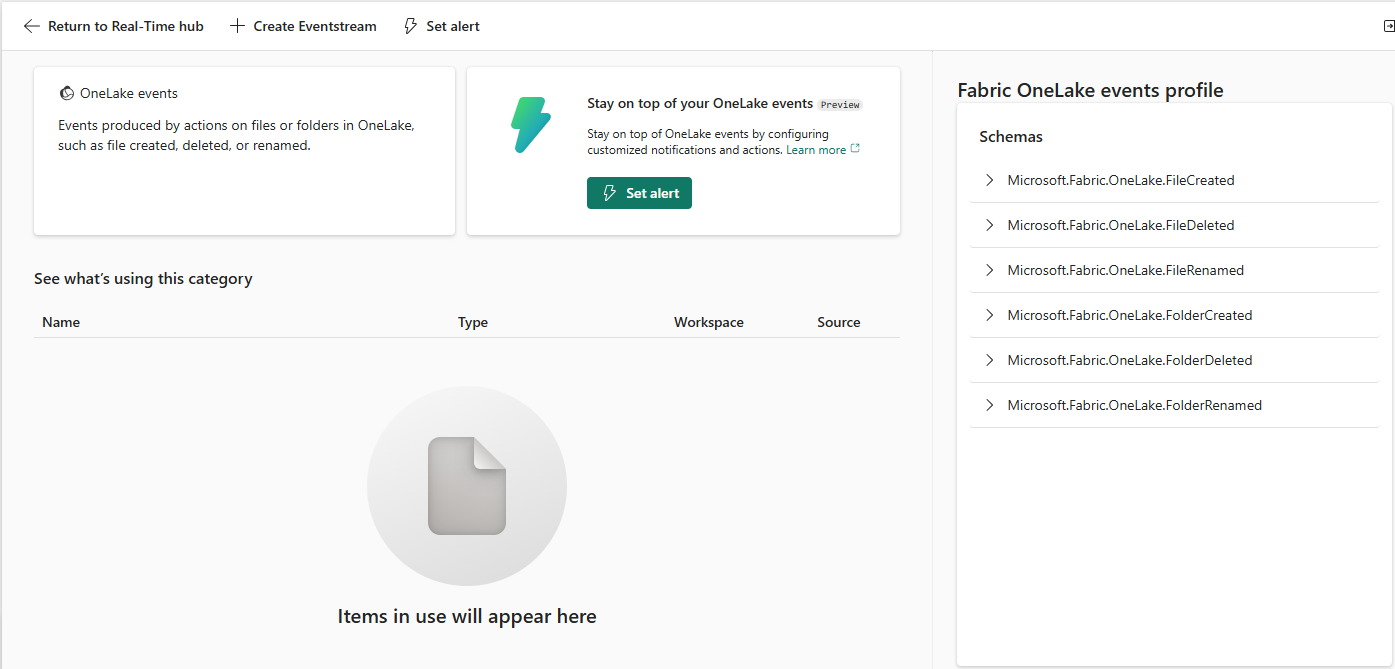 Return to Real-Time hub
Create Eventstream
Set alert
OneLake events
Events produced by actions on files or folders in OneLake,
such as file created, deleted, or renamed.
Stay on top of your OneLake events Preview
Stay on top of OneLake events by configuring
customized notifications and actions. Learn more
Set alert
See what’s using this category
Name Type Workspace Source
Items in use will appear here
Fabric OneLake events profile
Schemas
Microsoft.Fabric.OneLake.FileCreated
Microsoft.Fabric.OneLake.FileDeleted
Microsoft.Fabric.OneLake.FileRenamed
Microsoft.Fabric.OneLake.FolderCreated
Microsoft.Fabric.OneLake.FolderDeleted
Microsoft.Fabric.OneLake.FolderRenamed